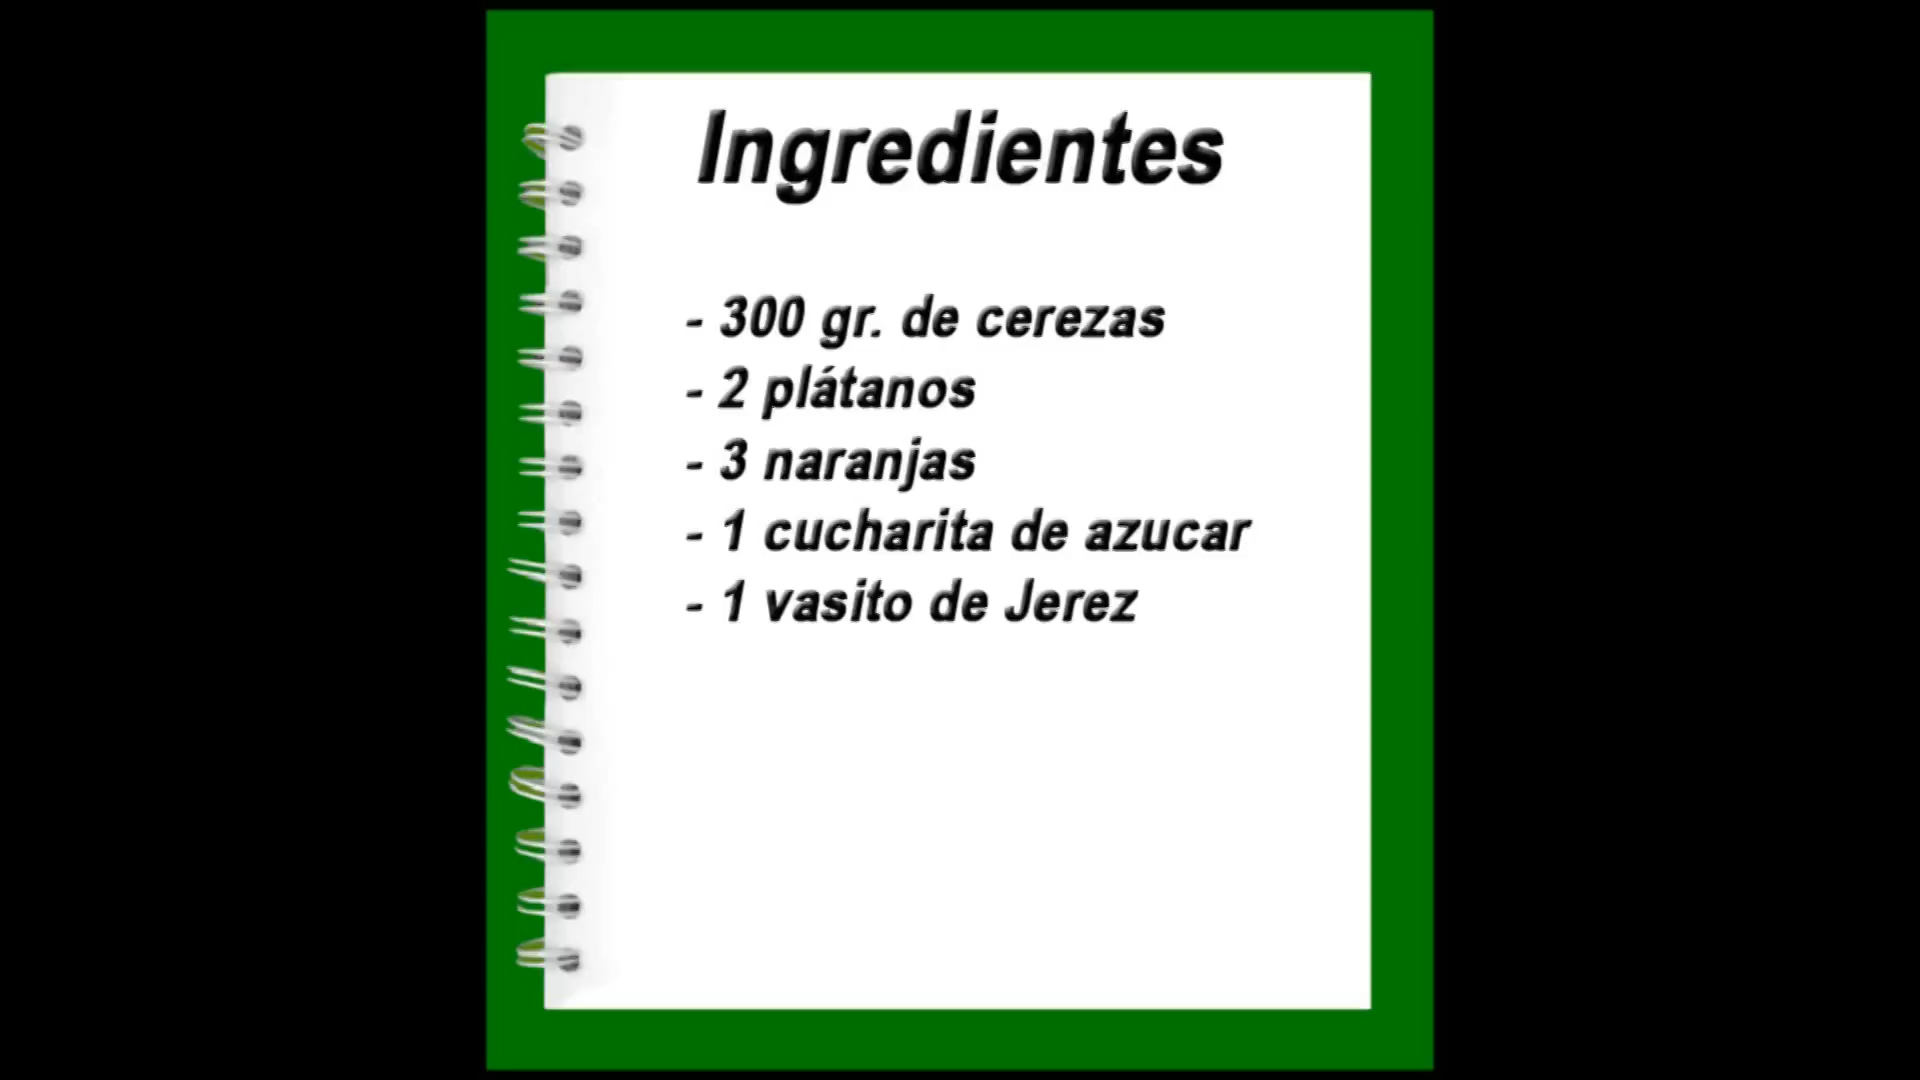 Ingredientes
- 300 gr. de cerezas
- 2 plátanos
- 3 naranjas
- 1 cucharita de azucar
- 1 vasito de Jerez